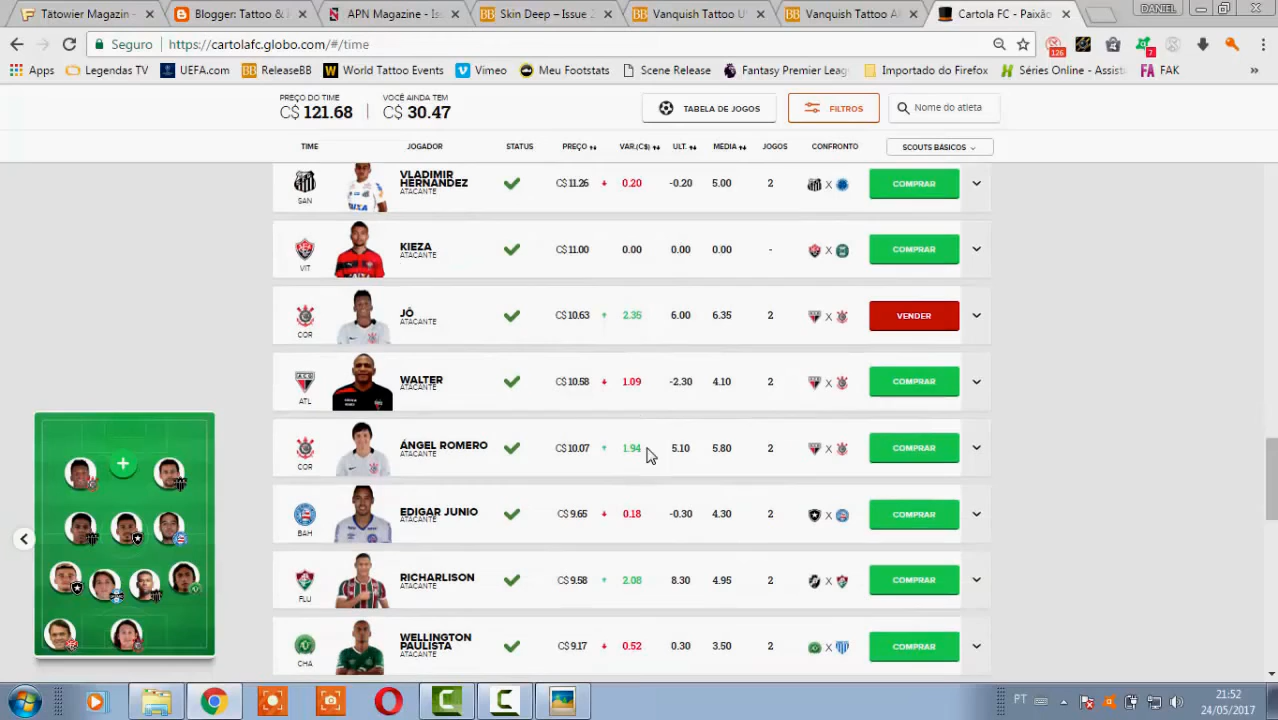 Tätowier Magazine -
Blogger: Tattoo &
APN Magazine - Iss
Skin Deep – Issue 2
Vanquish Tattoo U
Vanquish Tattoo A
Cartola FC - Paixão
DANIEL
Seguro
https://cartolafc.globo.com/#/time
126
7
Apps
Legendas TV
UEFA.com
ReleaseBB
World Tattoo Events
Vimeo
Meu Footstats
Scene Release
Fantasy Premier Leag
Importado do Firefox
Séries Online - Assist
FAK
PREÇO DO TIME
C$ 121.68
VOCÊ AINDA TEM
C$ 30.47
TABELA DE JOGOS
FILTROS
Nome do atleta
TIME JOGADOR STATUS PREÇO VAR.(C$) ULT. MÉDIA JOGOS CONFRONTO SCOUTS BÁSICOS
SAN VLADIMIR HERNÁNDEZ ATACANTE C$ 11.26 0.20 -0.20 5.00 2 X COMPRAR
VIT KIEZA ATACANTE C$ 11.00 0.00 0.00 0.00 - X COMPRAR
COR JÔ ATACANTE C$ 10.63 2.35 6.00 6.35 2 X VENDER
ATL WALTER ATACANTE C$ 10.58 1.09 -2.30 4.10 2 X COMPRAR
COR ÁNGEL ROMERO ATACANTE C$ 10.07 1.94 5.10 5.80 2 X COMPRAR
BAH EDIGAR JUNIO ATACANTE C$ 9.65 0.18 -0.30 4.30 2 X COMPRAR
FLU RICHARLISON ATACANTE C$ 9.58 2.08 8.30 4.95 2 X COMPRAR
CHA WELLINGTON PAULISTA ATACANTE C$ 9.17 0.52 0.30 3.50 2 X COMPRAR
PT
21:52
24/05/2017